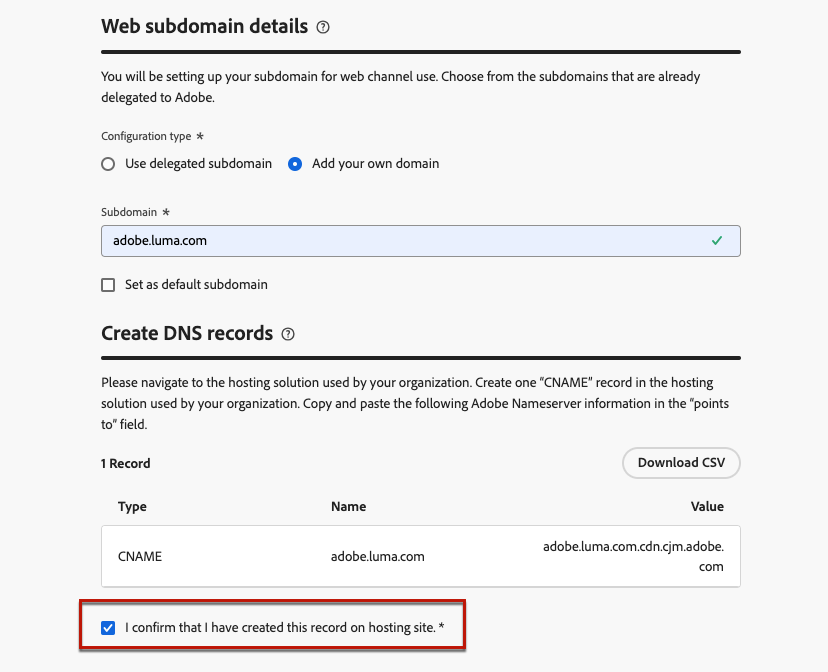 Web subdomain details
You will be setting up your subdomain for web channel use. Choose from the subdomains that are already
delegated to Adobe.
Configuration type *
Use delegated subdomain Add your own domain
Subdomain *
adobe.luma.com
Set as default subdomain
Create DNS records
Please navigate to the hosting solution used by your organization. Create one “CNAME” record in the hosting
solution used by your organization. Copy and paste the following Adobe Nameserver information in the “points
to” field.
1 Record Download CSV
Type Name Value
CNAME adobe.luma.com adobe.luma.com.cdn.cjm.adobe.
com
I confirm that I have created this record on hosting site. *